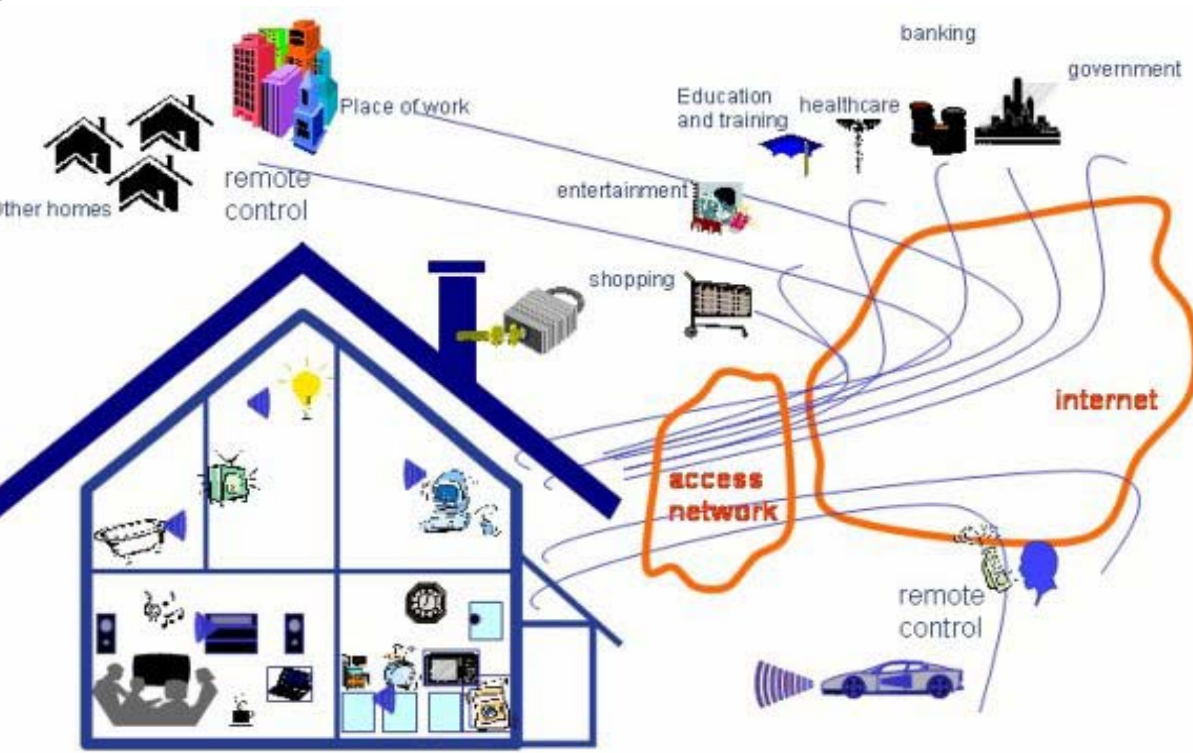 banking
government
Education
and training
healthcare
Place of work
remote
control
entertainment
Other homes
shopping
internet
access
network
remote
control